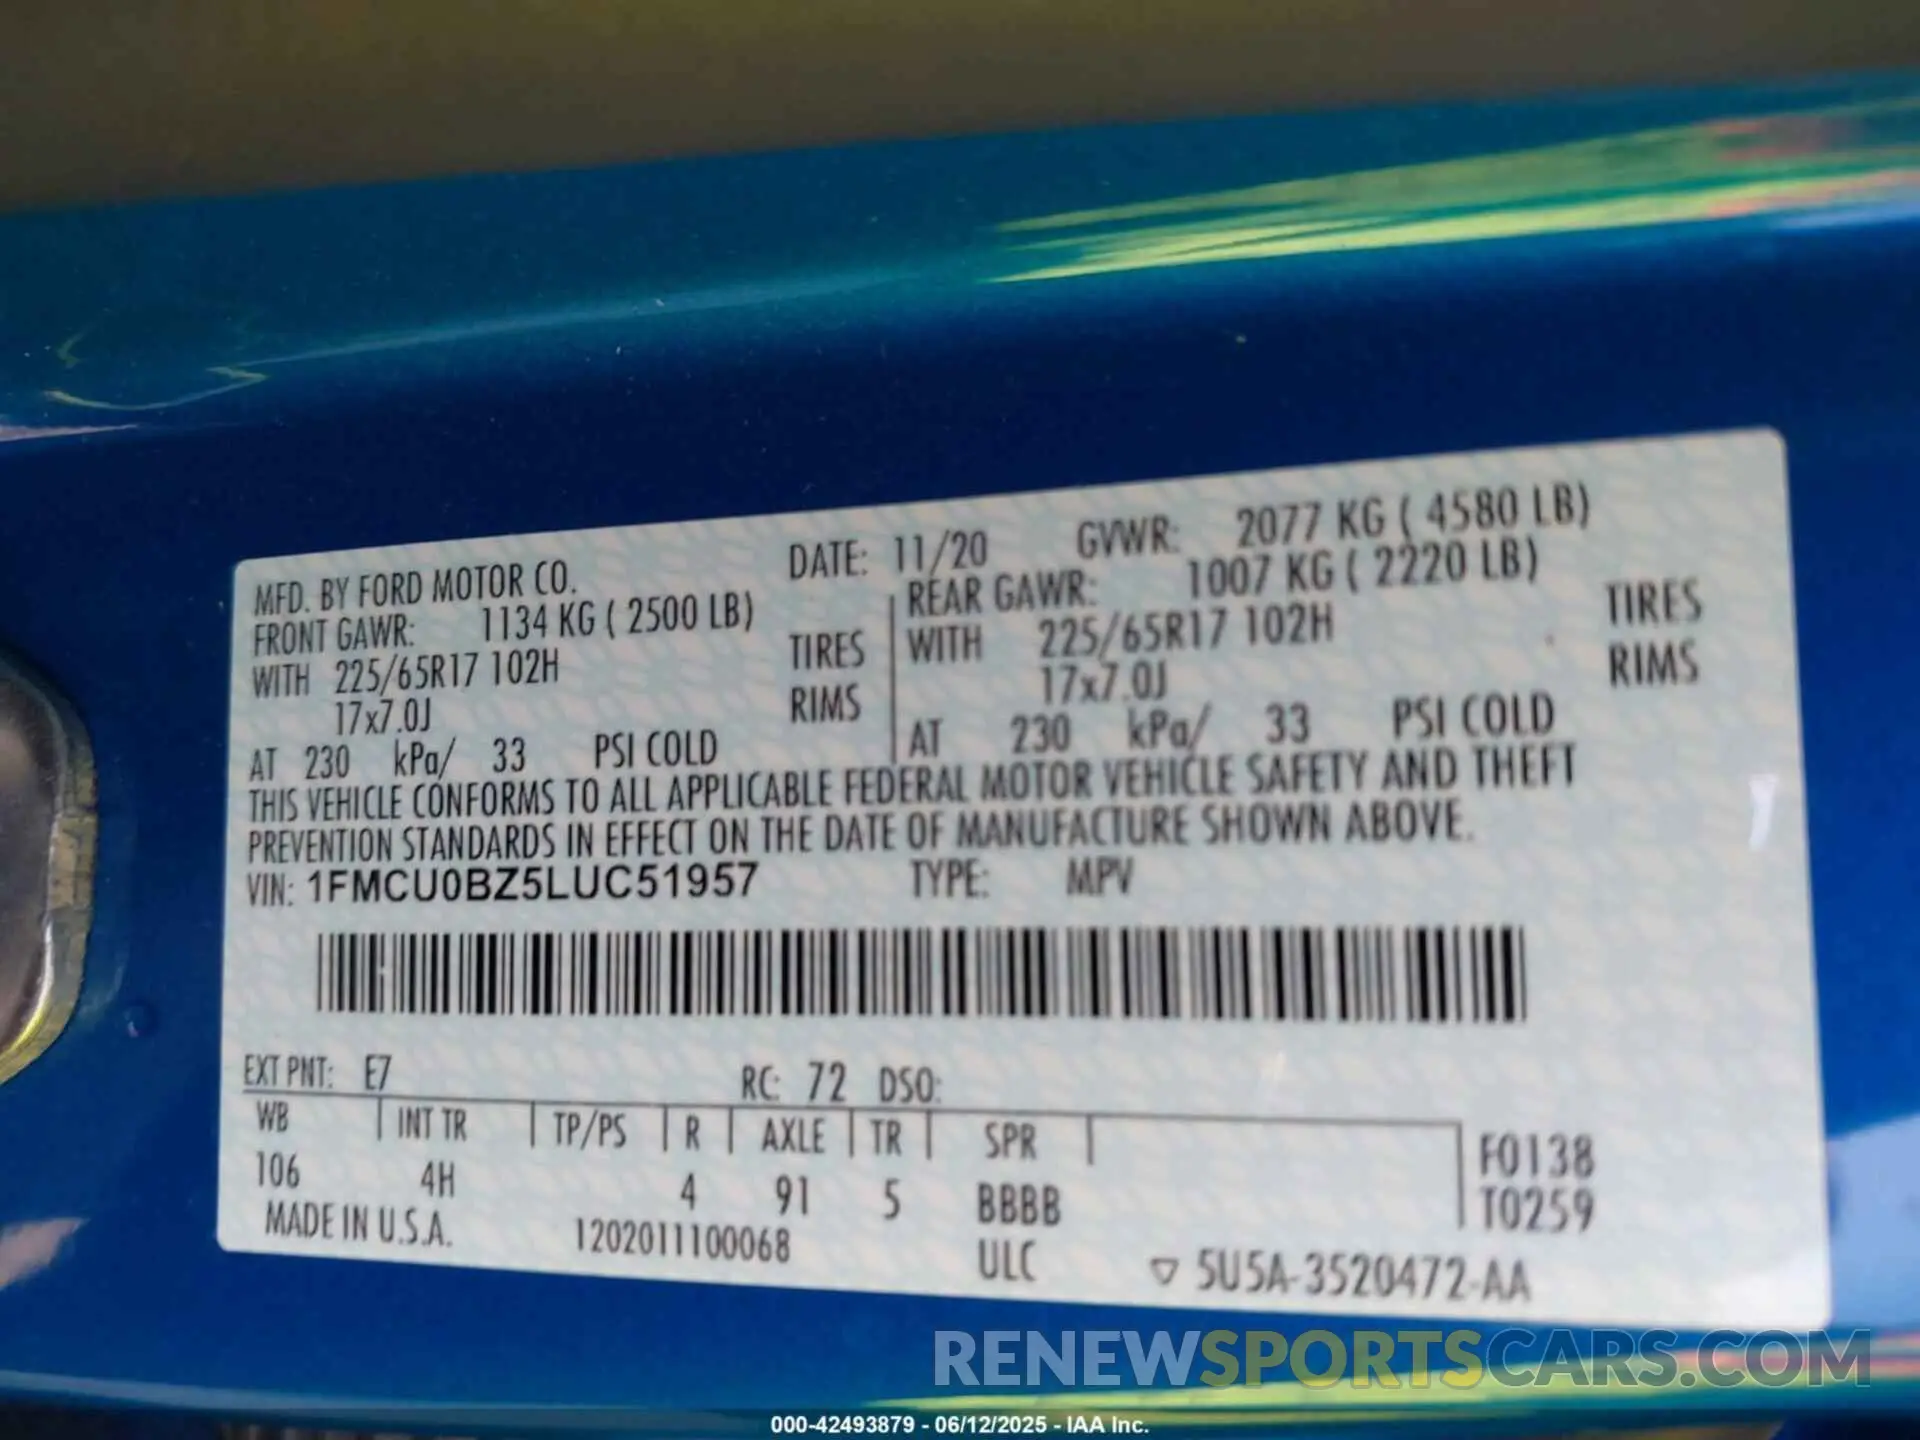 MFD. BY FORD MOTOR CO. DATE: 11/20 GVWR: 2077 KG ( 4580 LB)
FRONT GAWR: 1134 KG ( 2500 LB) REAR GAWR: 1007 KG ( 2220 LB)
WITH 225/65R17 102H TIRES WITH 225/65R17 102H TIRES
17x7.0J RIMS 17x7.0J RIMS
AT 230 kPa/ 33 PSI COLD AT 230 kPa/ 33 PSI COLD
THIS VEHICLE CONFORMS TO ALL APPLICABLE FEDERAL MOTOR VEHICLE SAFETY AND THEFT
PREVENTION STANDARDS IN EFFECT ON THE DATE OF MANUFACTURE SHOWN ABOVE.
VIN: 1FMCU0BZ5LUC51957 TYPE: MPV
EXT PNT: E7 RC: 72 DSO:
WB INT TR TP/PS R AXLE TR SPR F0138
106 4H 4 91 5 BBBB T0259
MADE IN U.S.A. 1202011100068 ULC ▽ 5U5A-3520472-AA
RENEWSPORTSCARS.COM
000-42493879 - 06/12/2025 - IAA Inc.